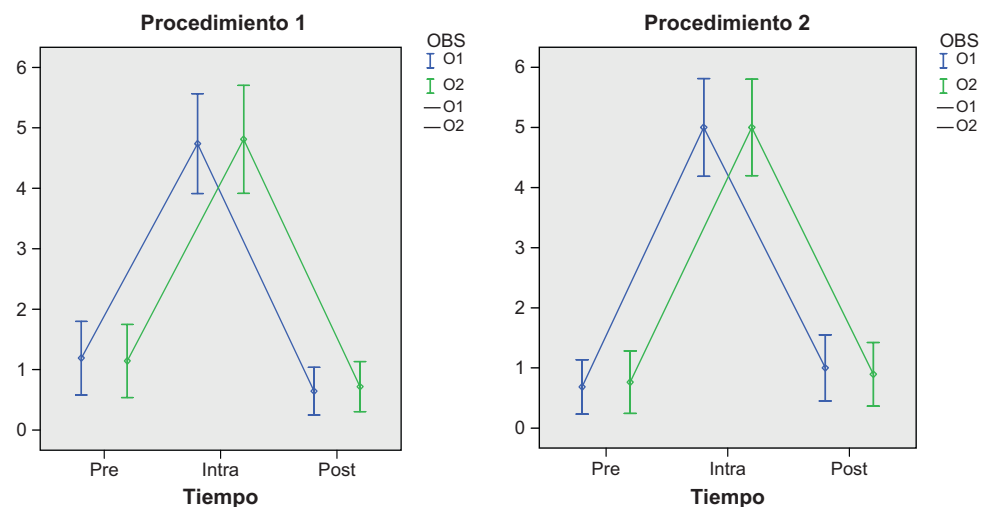 Procedimiento 1
OBS
O1
O2
O1
O2
6
5
4
3
2
1
0
Pre Intra Post
Tiempo
Procedimiento 2
OBS
O1
O2
O1
O2
6
5
4
3
2
1
0
Pre Intra Post
Tiempo